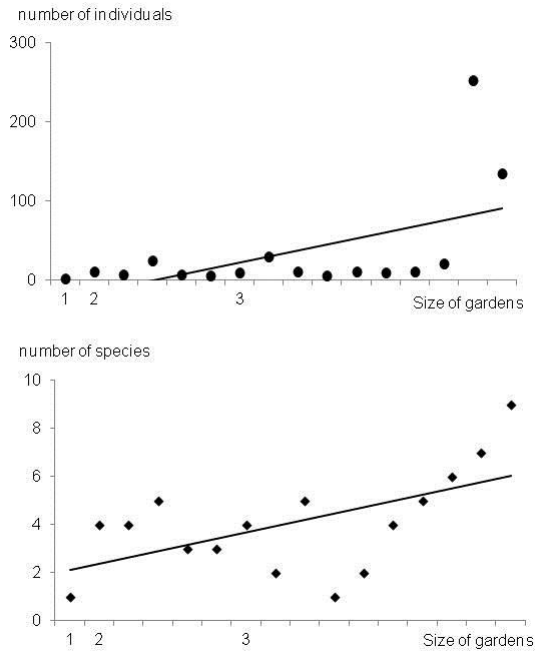 number of individuals
300
200
100
0
1 2 3 Size of gardens
number of species
10
8
6
4
2
0
1 2 3 Size of gardens